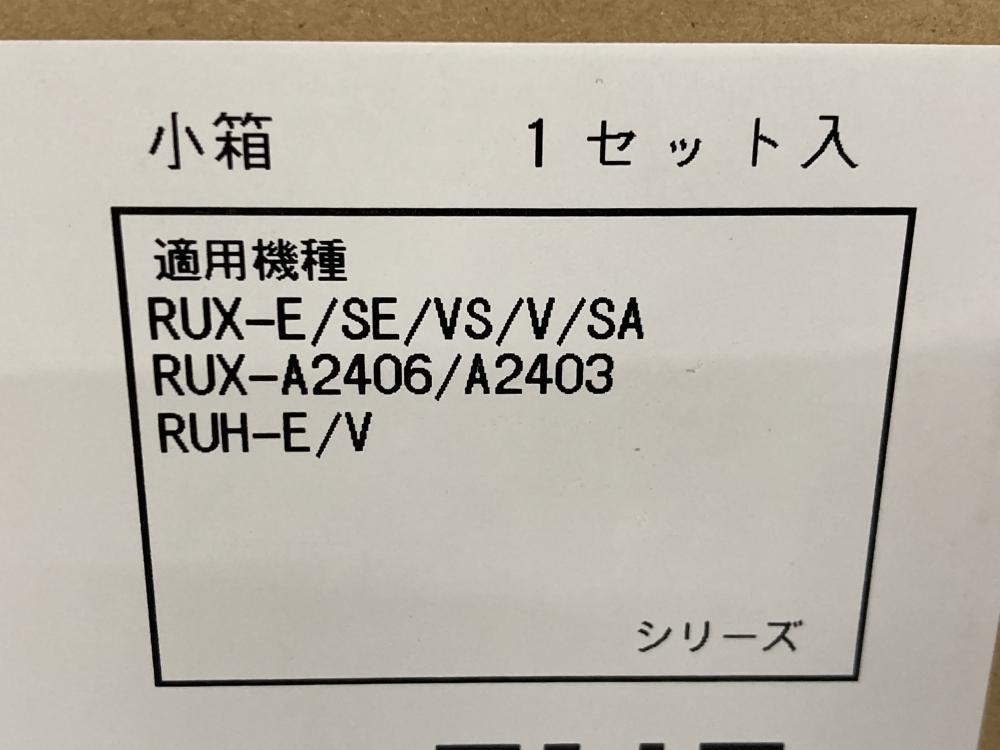 小箱 1セット入
適用機種
RUX-E/SE/VS/V/SA
RUX-A2406/A2403
RUH-E/V
シリーズ